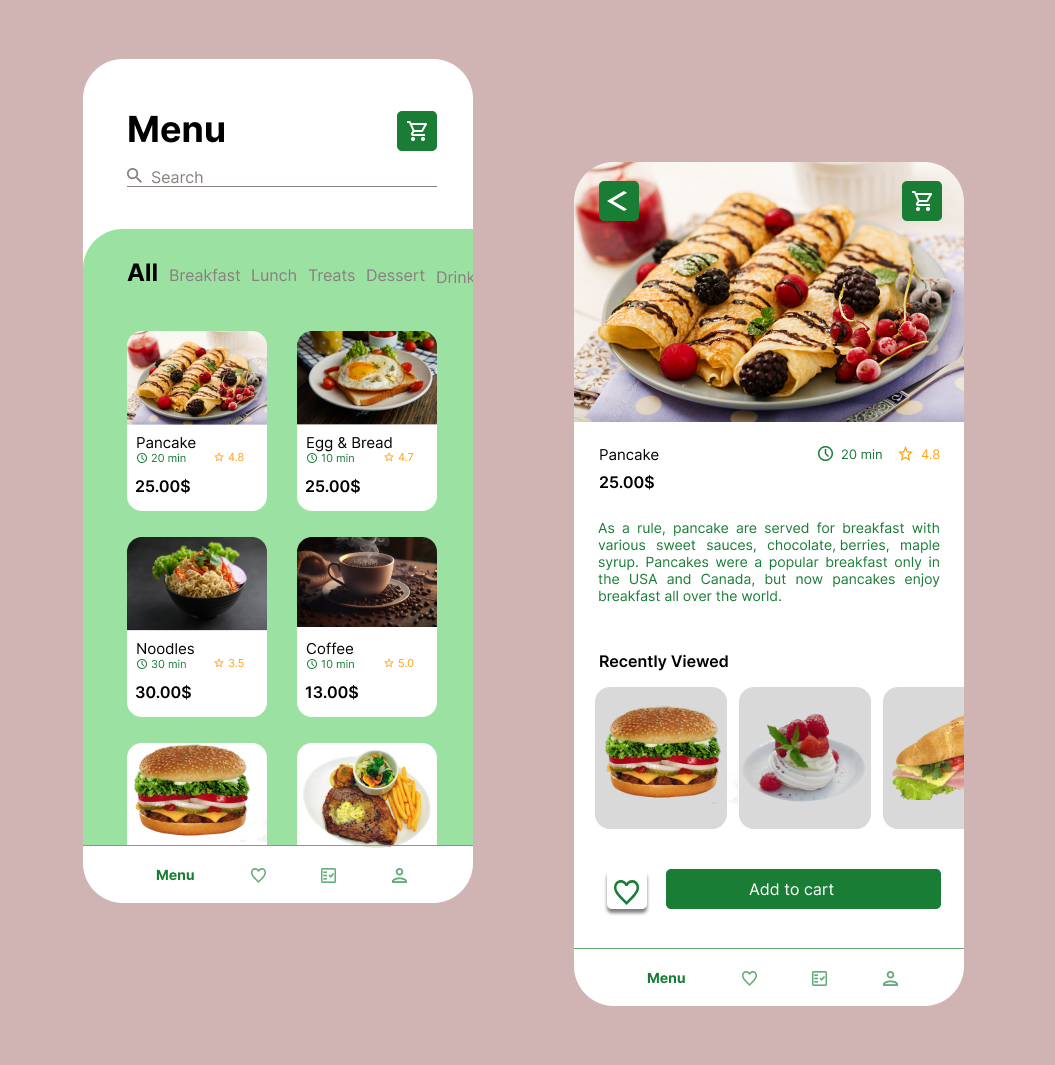 Menu
Search
All Breakfast Lunch Treats Dessert Drink
Pancake
20 min 4.8
25.00$
Egg & Bread
10 min 4.7
25.00$
Noodles
30 min 3.5
30.00$
Coffee
10 min 5.0
13.00$
Menu
Pancake 20 min 4.8
25.00$
As a rule, pancake are served for breakfast with
various sweet sauces, chocolate, berries, maple
syrup. Pancakes were a popular breakfast only in
the USA and Canada, but now pancakes enjoy
breakfast all over the world.
Recently Viewed
Add to cart
Menu